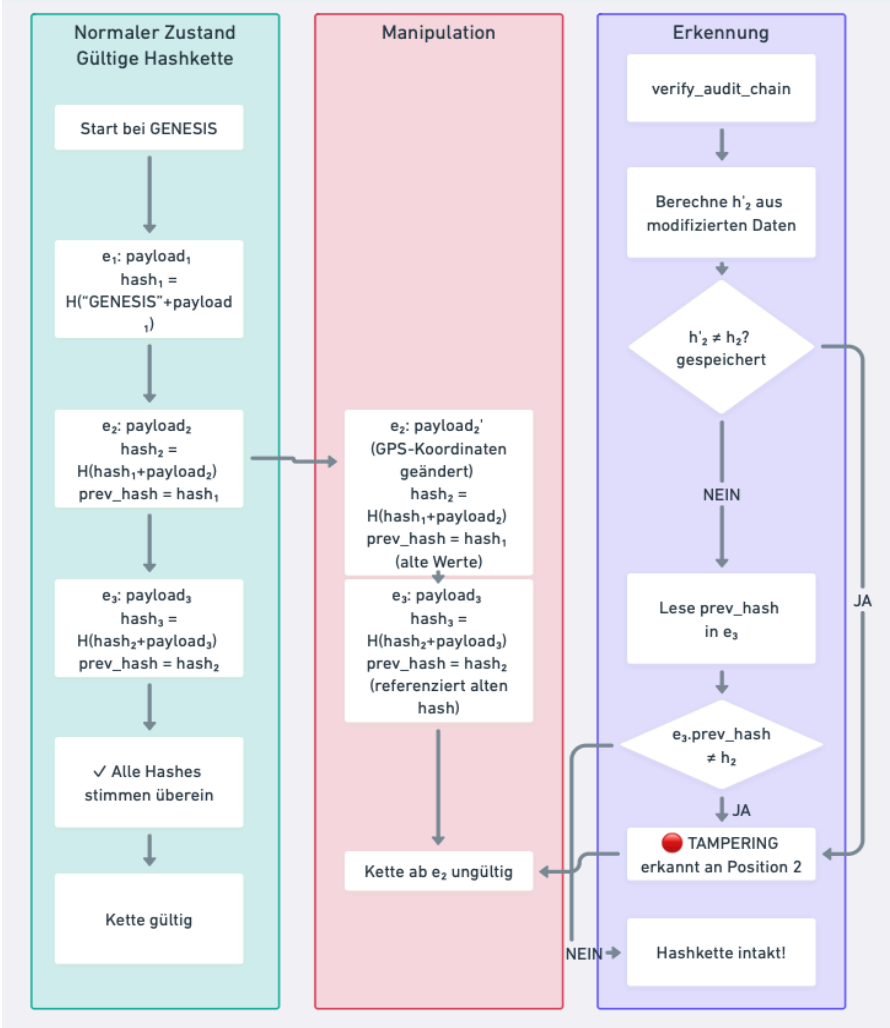 Normaler Zustand
Gültige Hashkette
Start bei GENESIS
e₁: payload₁
hash₁ =
H(“GENESIS”+payload
₁)
e₂: payload₂
hash₂ =
H(hash₁+payload₂)
prev_hash = hash₁
e₃: payload₃
hash₃ =
H(hash₂+payload₃)
prev_hash = hash₂
✓ Alle Hashes
stimmen überein
Kette gültig
Manipulation
e₂: payload₂'
(GPS-Koordinaten
geändert)
hash₂ =
H(hash₁+payload₂)
prev_hash = hash₁
(alte Werte)
e₃: payload₃
hash₃ =
H(hash₂+payload₃)
prev_hash = hash₂
(referenziert alten
hash)
Kette ab e₂ ungültig
Erkennung
verify_audit_chain
Berechne h'₂ aus
modifizierten Daten
h'₂ ≠ h₂?
gespeichert
NEIN
JA
Lese prev_hash
in e₃
e₃.prev_hash
≠ h₂
JA
🔴 TAMPERING
erkannt an Position 2
NEIN
Hashkette intakt!